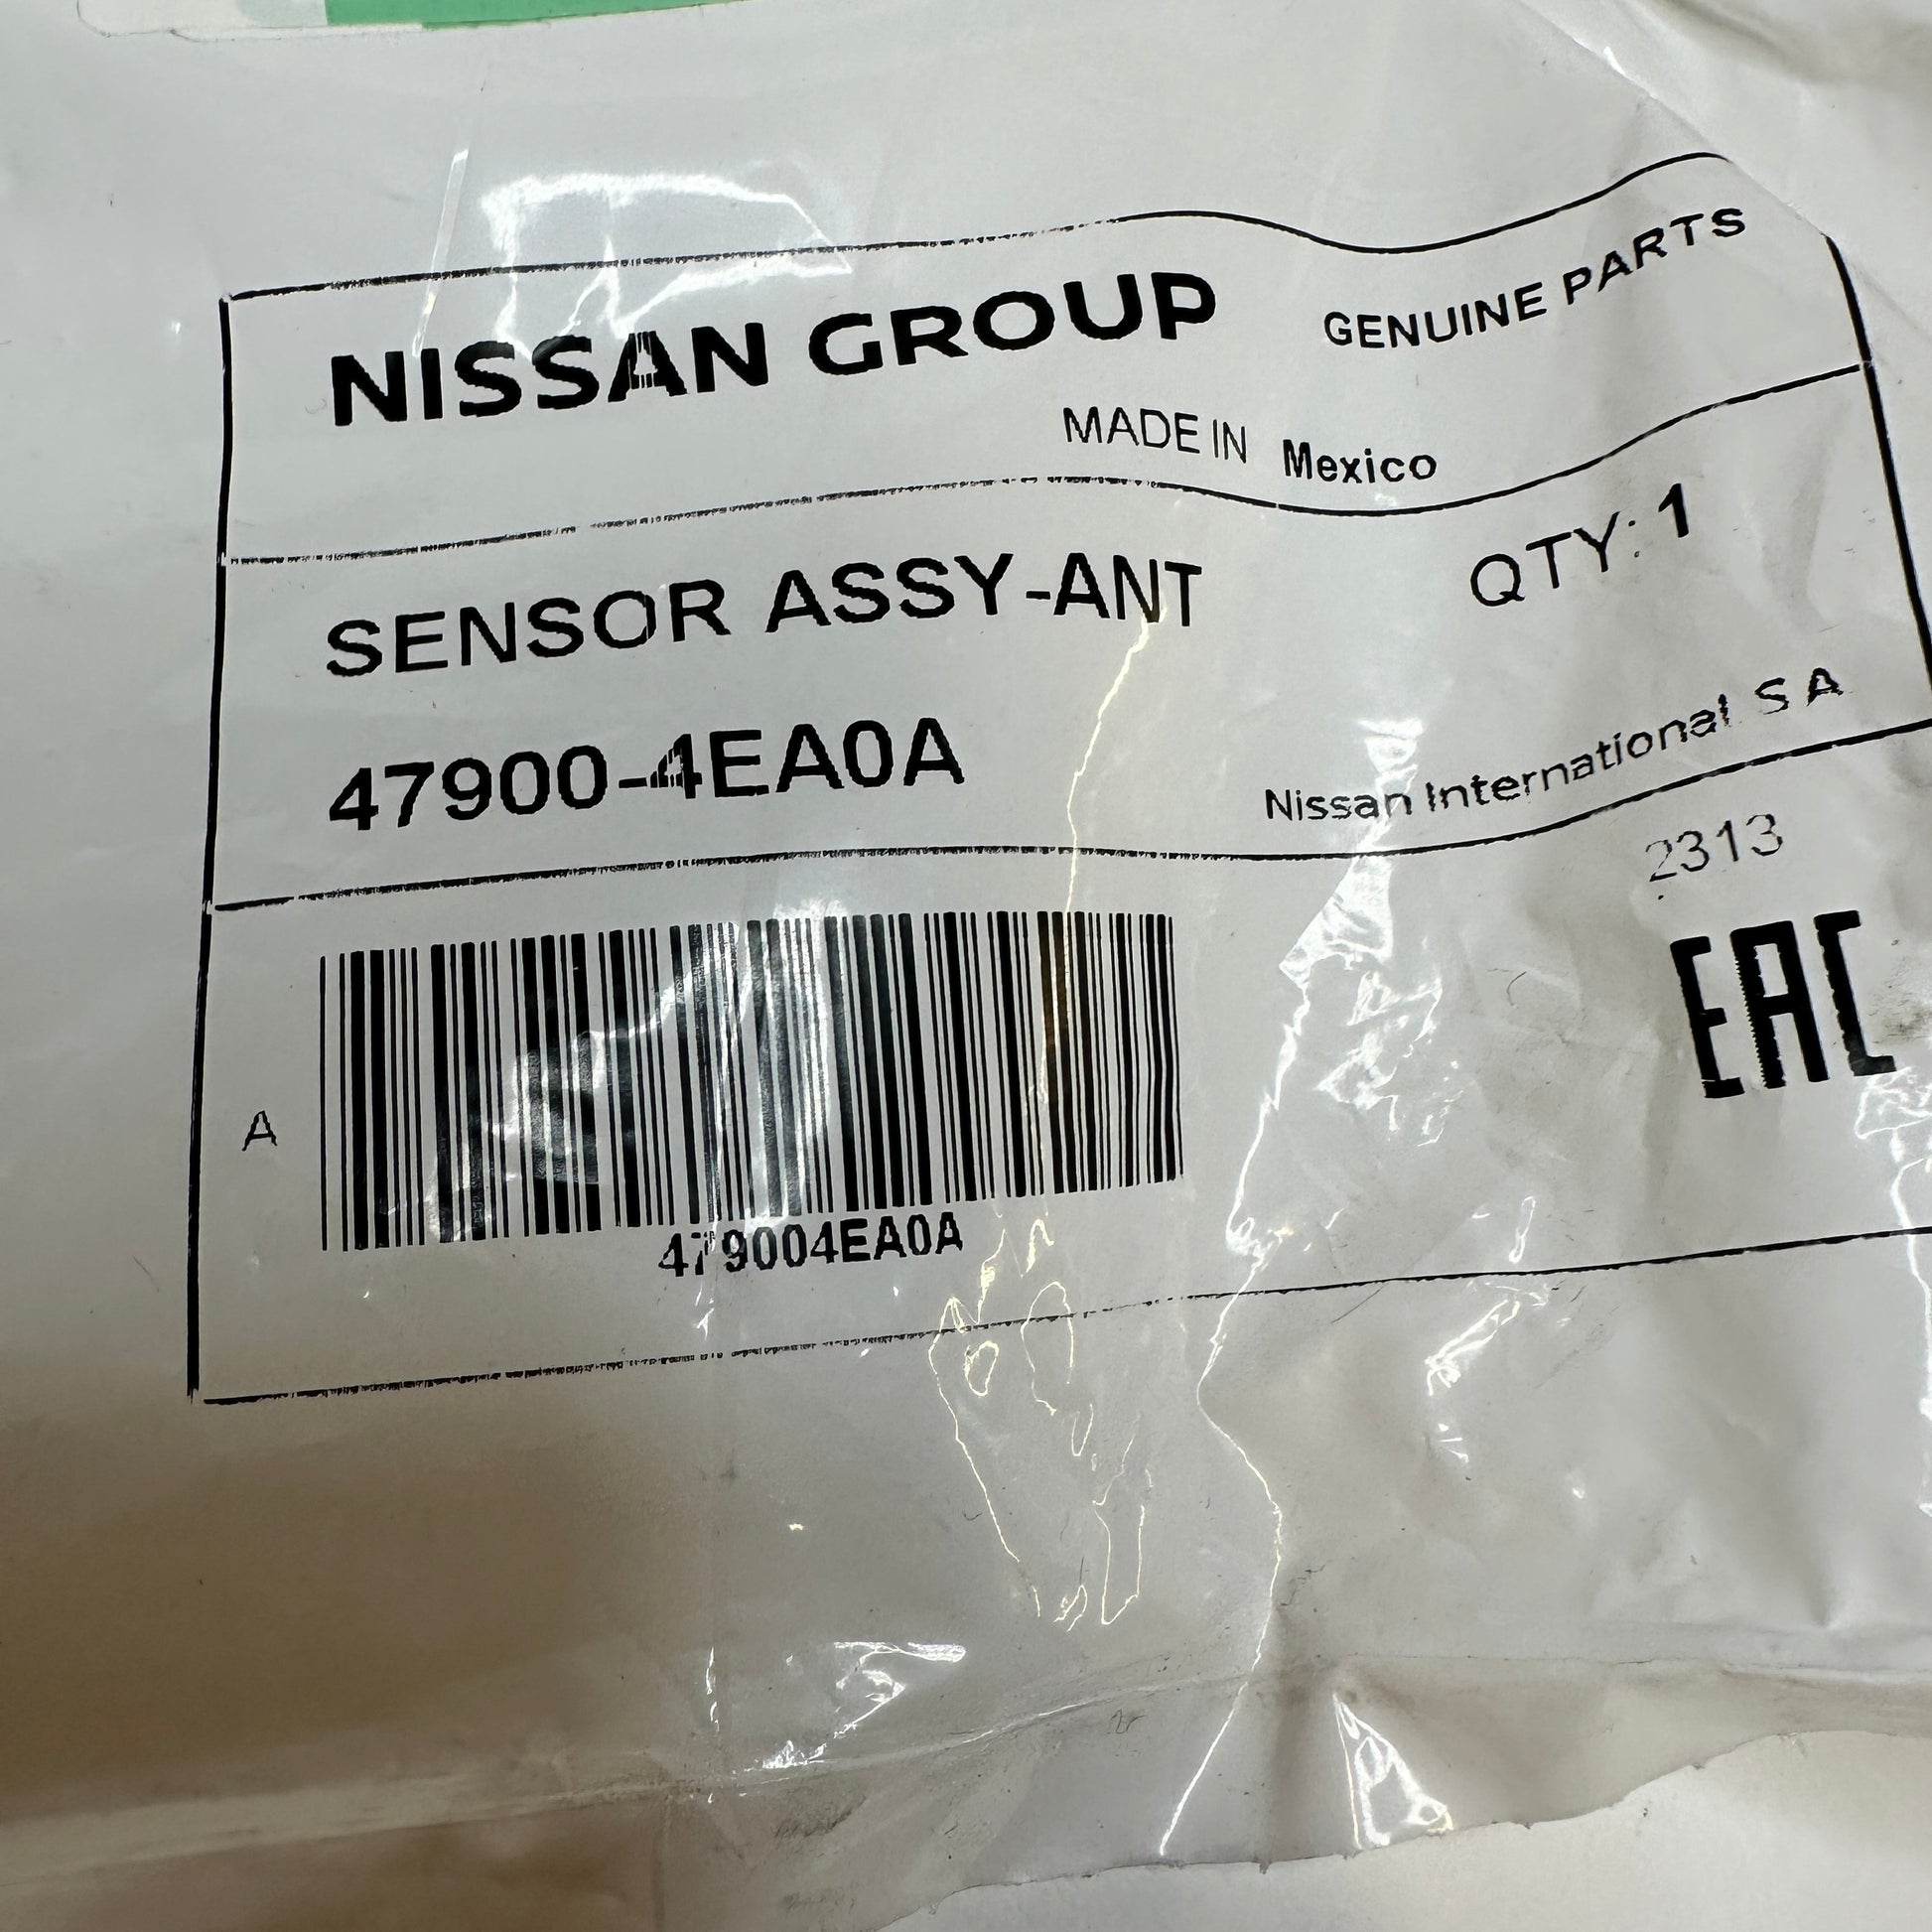 NISSAN GROUP
GENUINE PARTS
MADE IN Mexico
SENSOR ASSY-ANT
QTY: 1
47900-4EA0A
Nissan International S A
2313
EAC
A
479004EA0A